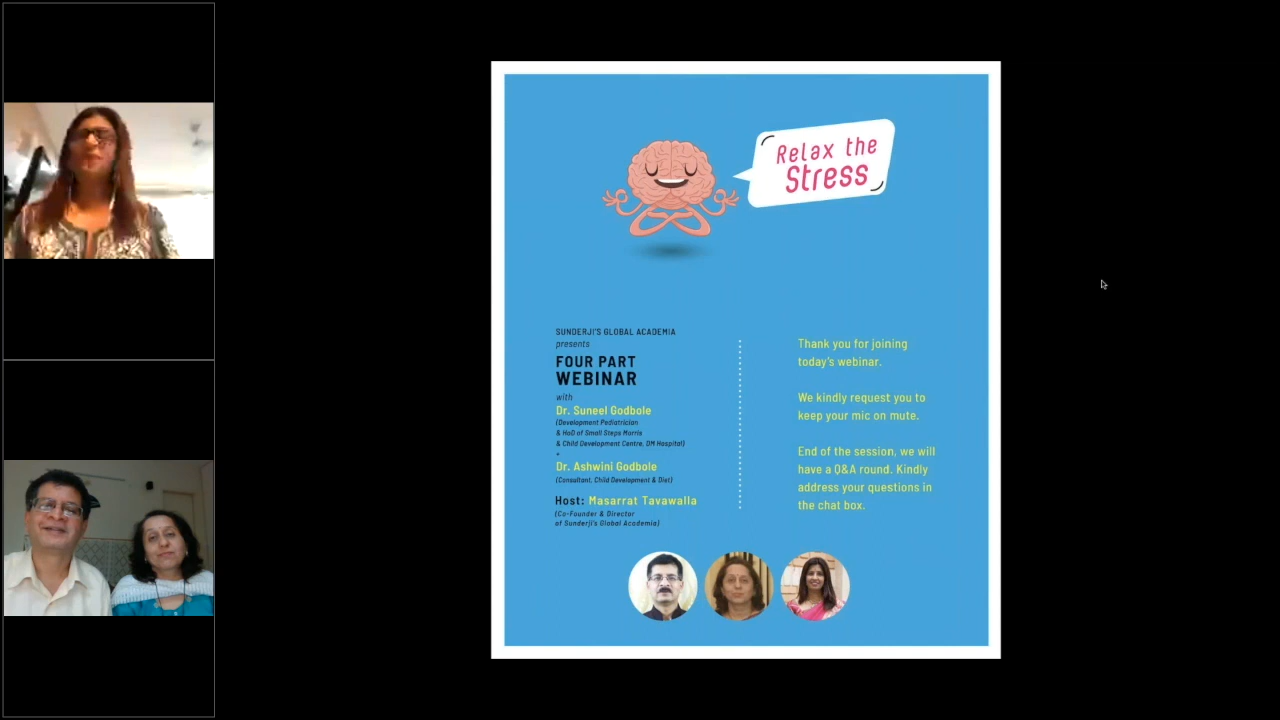 Relax the
Stress
SUNDERJI'S GLOBAL ACADEMIA
presents
FOUR PART
WEBINAR
with
Dr. Suneel Godbole
(Development Pediatrician
& HoD of Small Steps Morris
& Child Development Centre, DM Hospital)
+
Dr. Ashwini Godbole
(Consultant, Child Development & Diet)
Host: Masarrat Tavawalla
(Co-Founder & Director
of Sunderji's Global Academia)
Thank you for joining
today's webinar.
We kindly request you to
keep your mic on mute.
End of the session, we will
have a Q&A round. Kindly
address your questions in
the chat box.